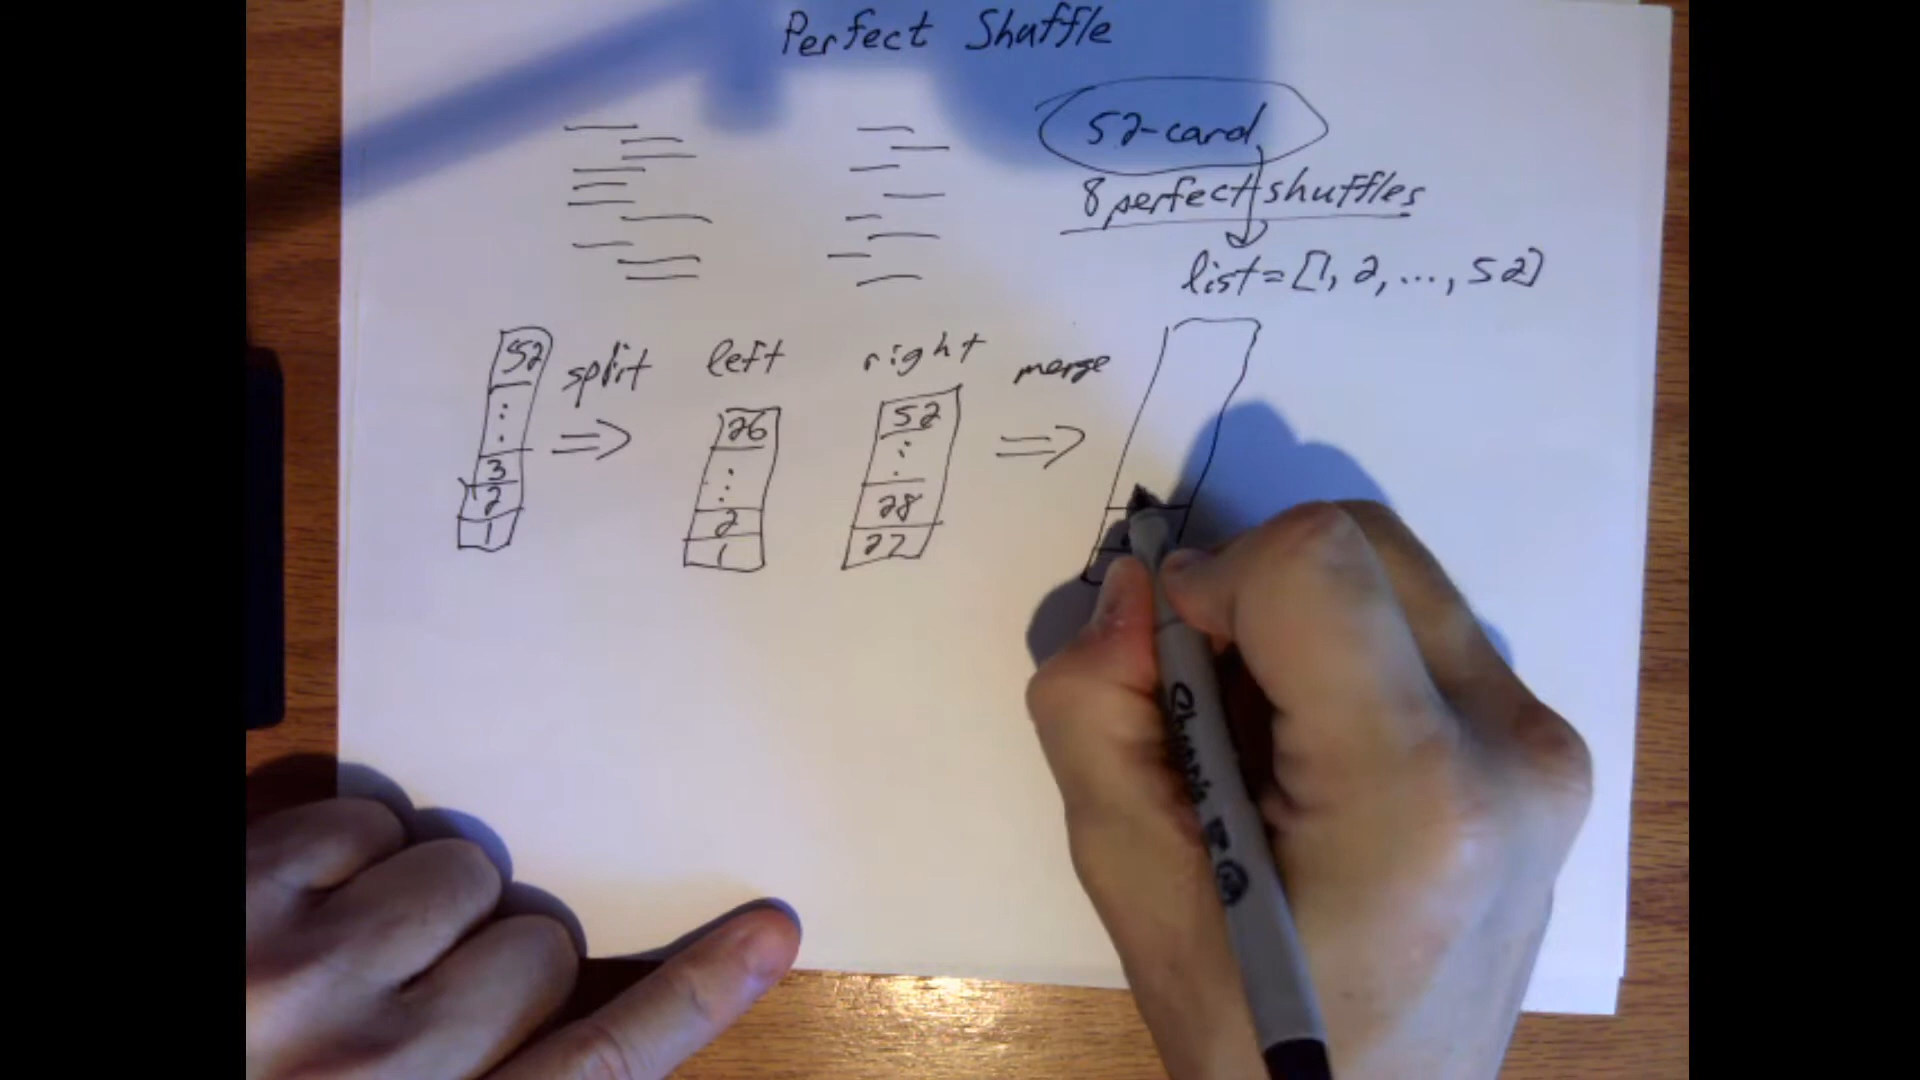 Perfect Shuffle
52-card
8 perfect shuffles
list = [1, 2, ..., 52]
split left right merge
52
⋮
3
2
1
⇒
26
⋮
2
1
52
⋮
28
27
⇒
Sharpie